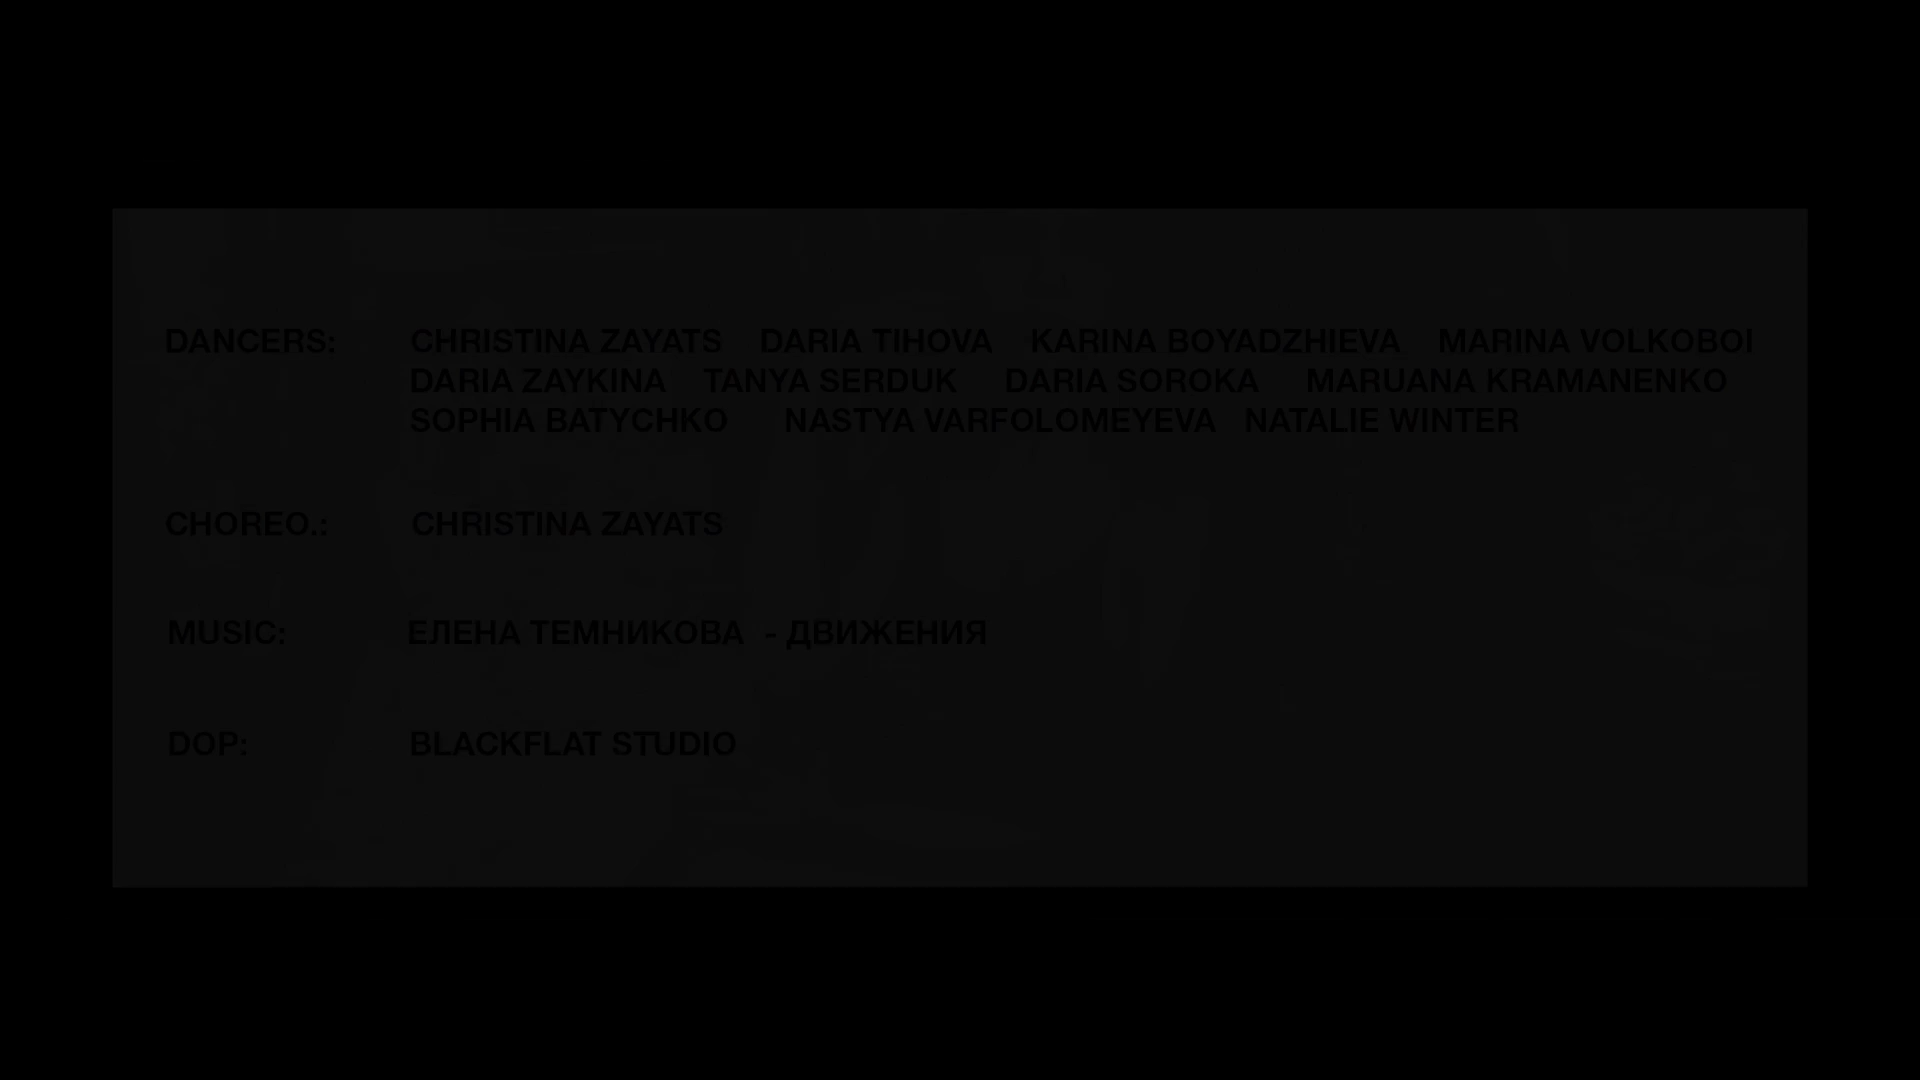 DANCERS: CHRISTINA ZAYATS DARIA TIHOVA KARINA BOYADZHIEVA MARINA VOLKOBOI
DARIA ZAYKINA TANYA SERDUK DARIA SOROKA MARUANA KRAMANENKO
SOPHIA BATYCHKO NASTYA VARFOLOMEYEVA NATALIE WINTER
CHOREO.: CHRISTINA ZAYATS
MUSIC: ЕЛЕНА ТЕМНИКОВА - ДВИЖЕНИЯ
DOP: BLACKFLAT STUDIO